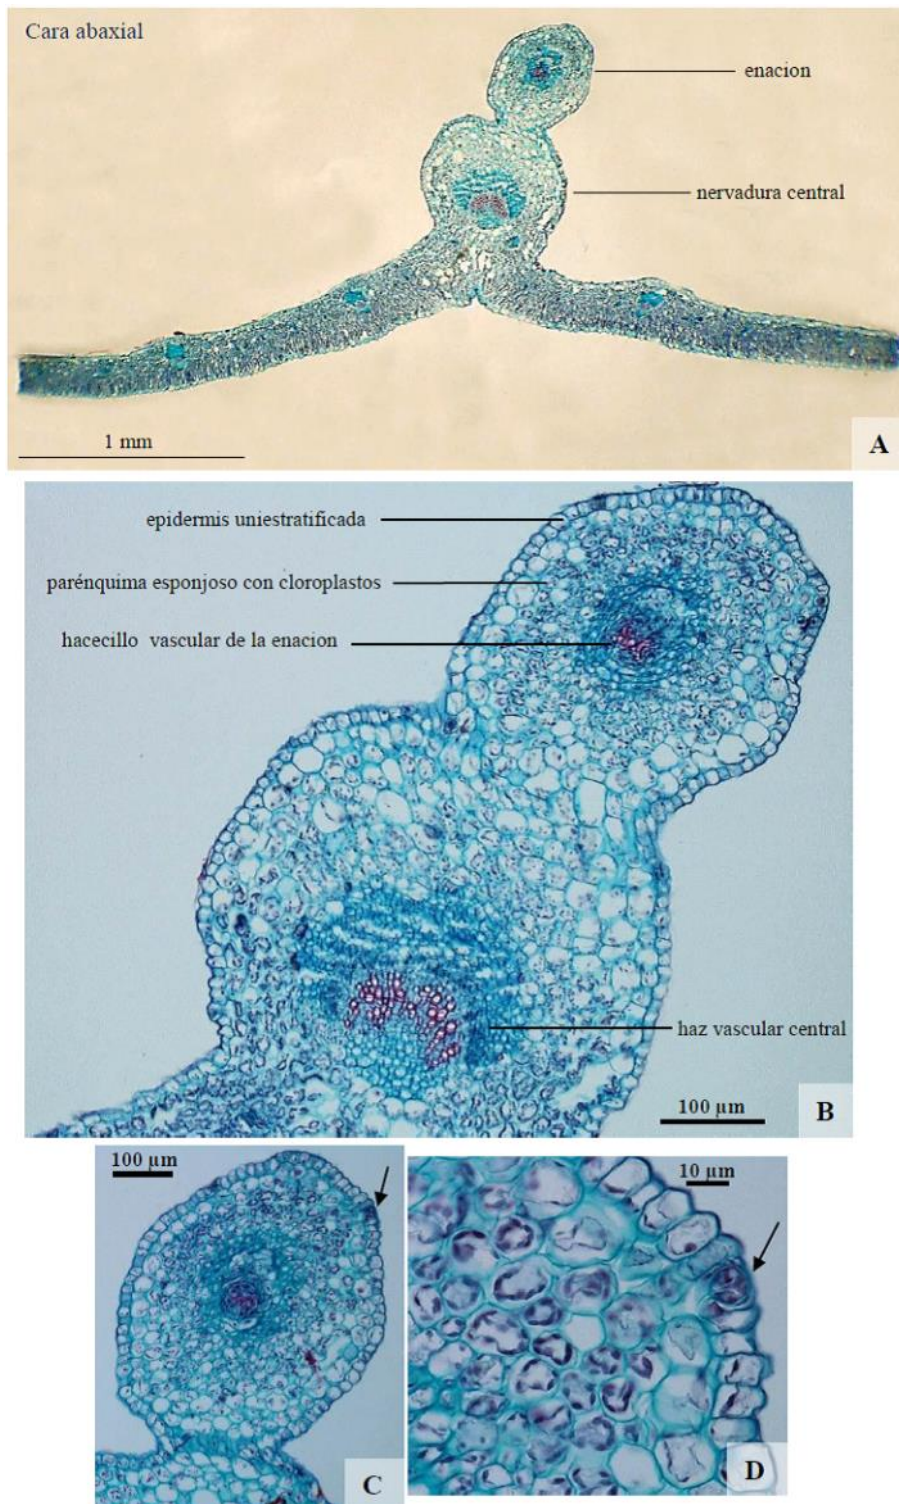 Cara abaxial
enacion
nervadura central
1 mm
A
epidermis uniestratificada
parénquima esponjoso con cloroplastos
hacecillo vascular de la enacion
haz vascular central
100 µm
B
100 µm
C
10 µm
D